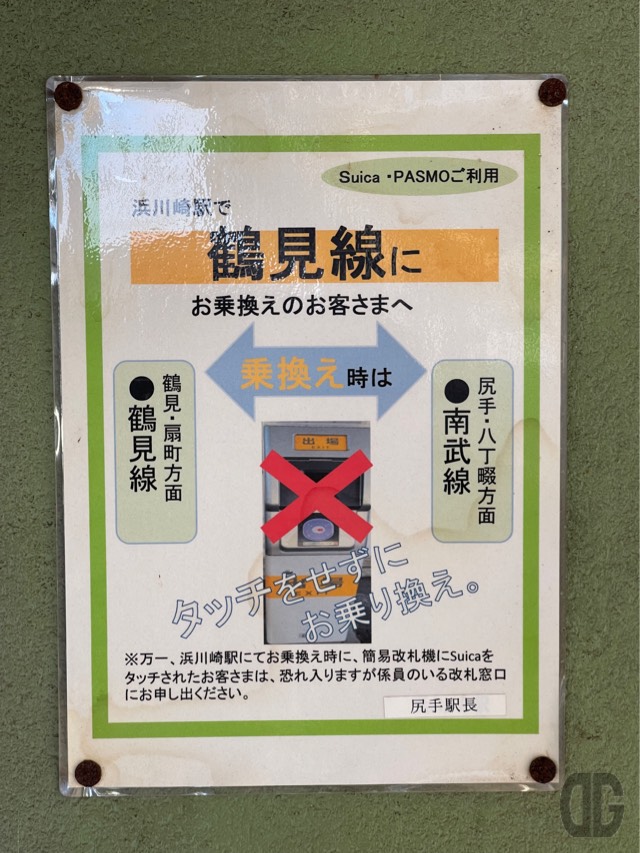 Suica・PASMOご利用
浜川崎駅で
鶴見線に
お乗換えのお客さまへ
乗換え時は
鶴見・扇町方面
●鶴見線
尻手・八丁畷方面
●南武線
出場
タッチをせずに
お乗り換え。
※万一、浜川崎駅にてお乗換え時に、簡易改札機にSuicaを
タッチされたお客さまは、恐れ入りますが係員のいる改札窓口
にお申し出ください。
尻手駅長
DG